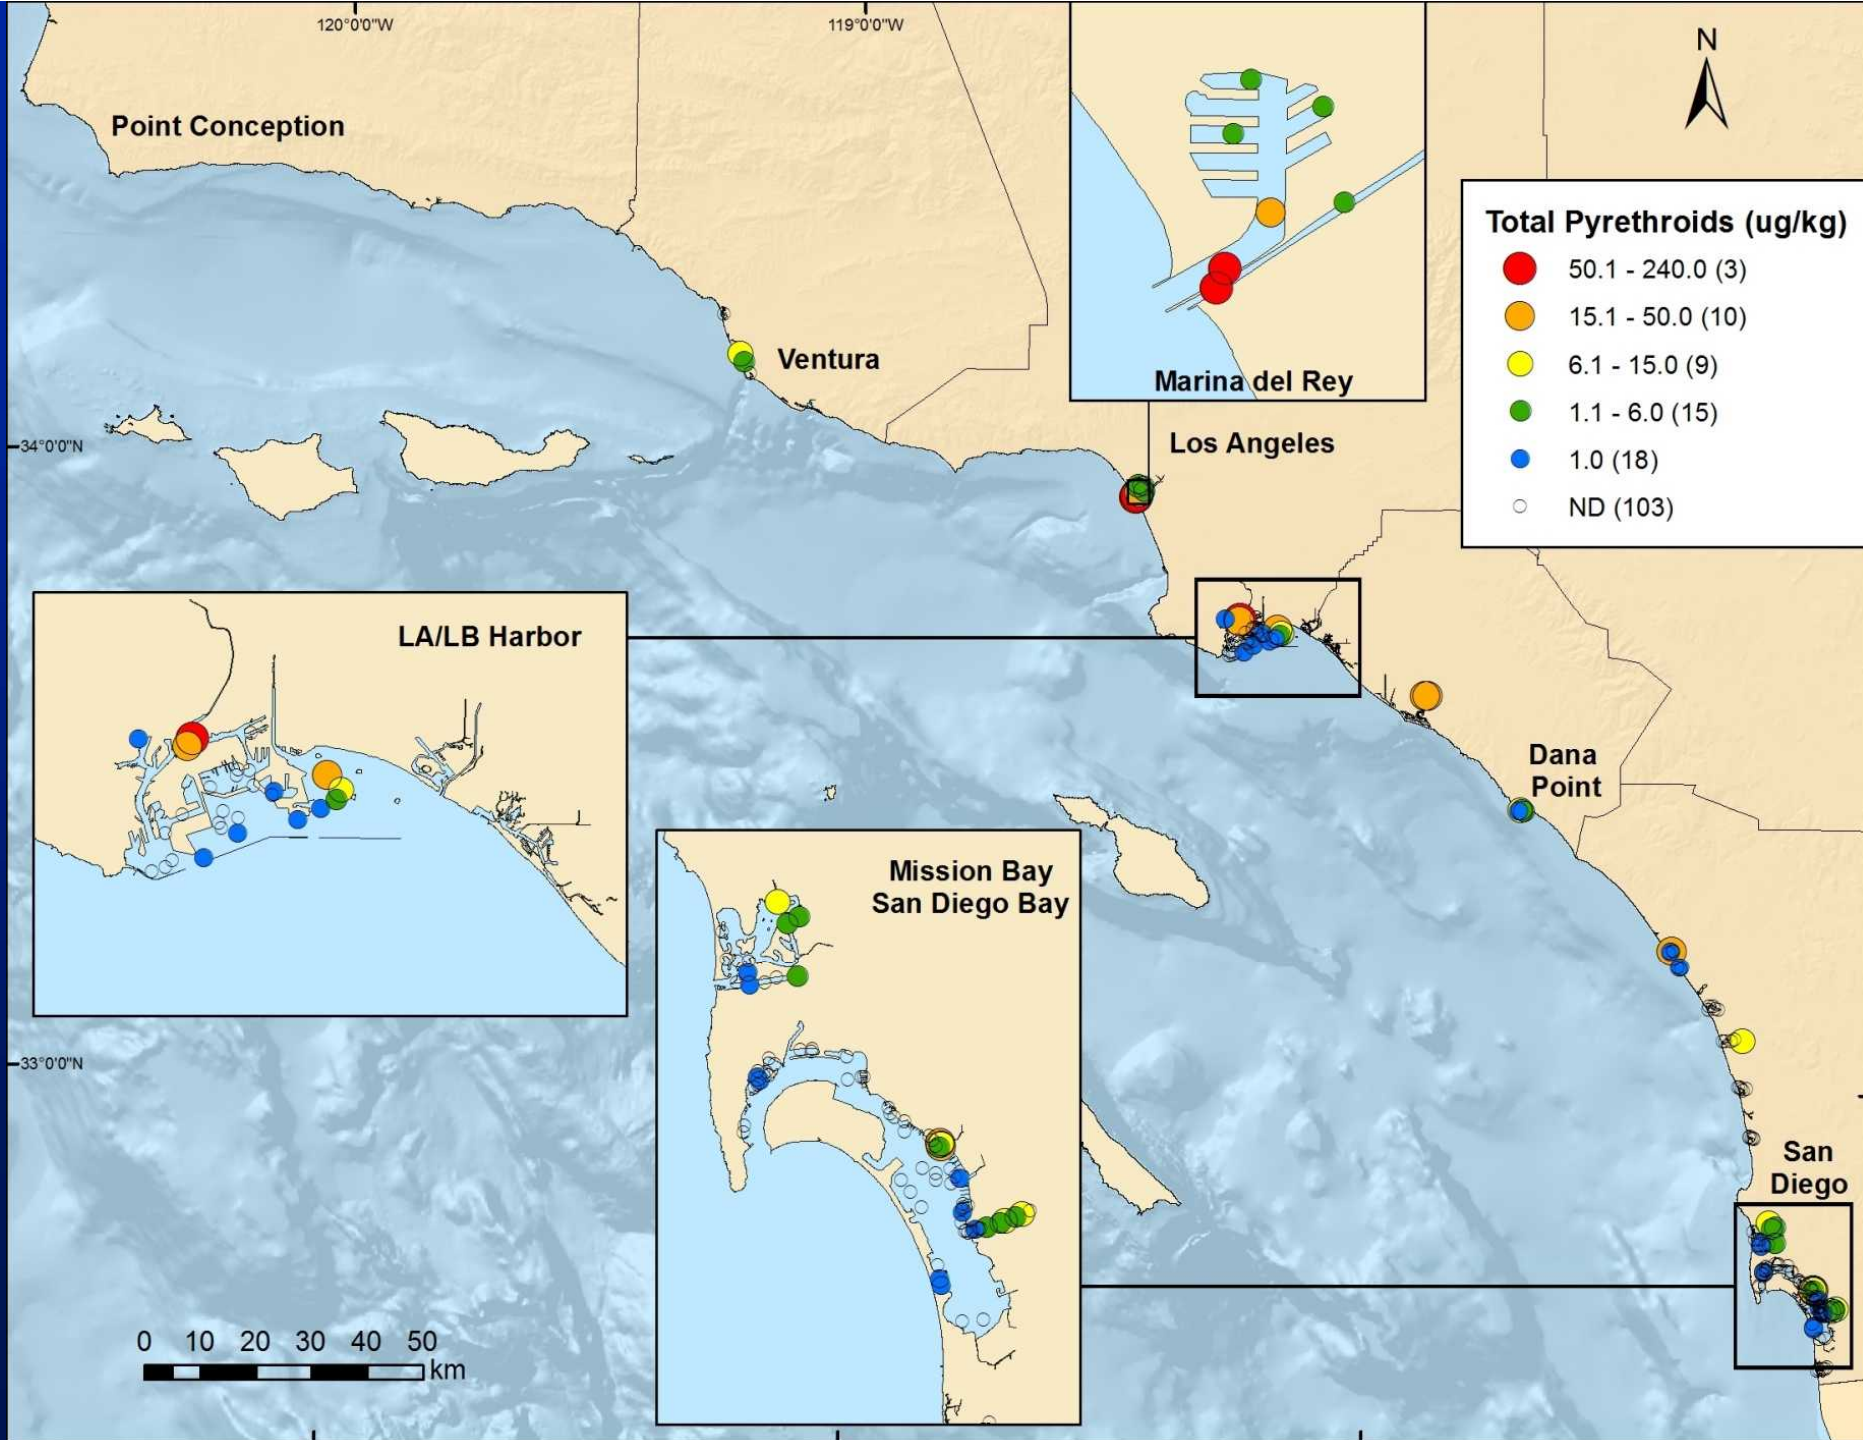 120°0'0"W
119°0'0"W
N
Point Conception
Total Pyrethroids (ug/kg)
50.1 - 240.0 (3)
15.1 - 50.0 (10)
6.1 - 15.0 (9)
1.1 - 6.0 (15)
1.0 (18)
ND (103)
Ventura
Marina del Rey
Los Angeles
34°0'0"N
LA/LB Harbor
Dana
Point
Mission Bay
San Diego Bay
33°0'0"N
San
Diego
0 10 20 30 40 50
km